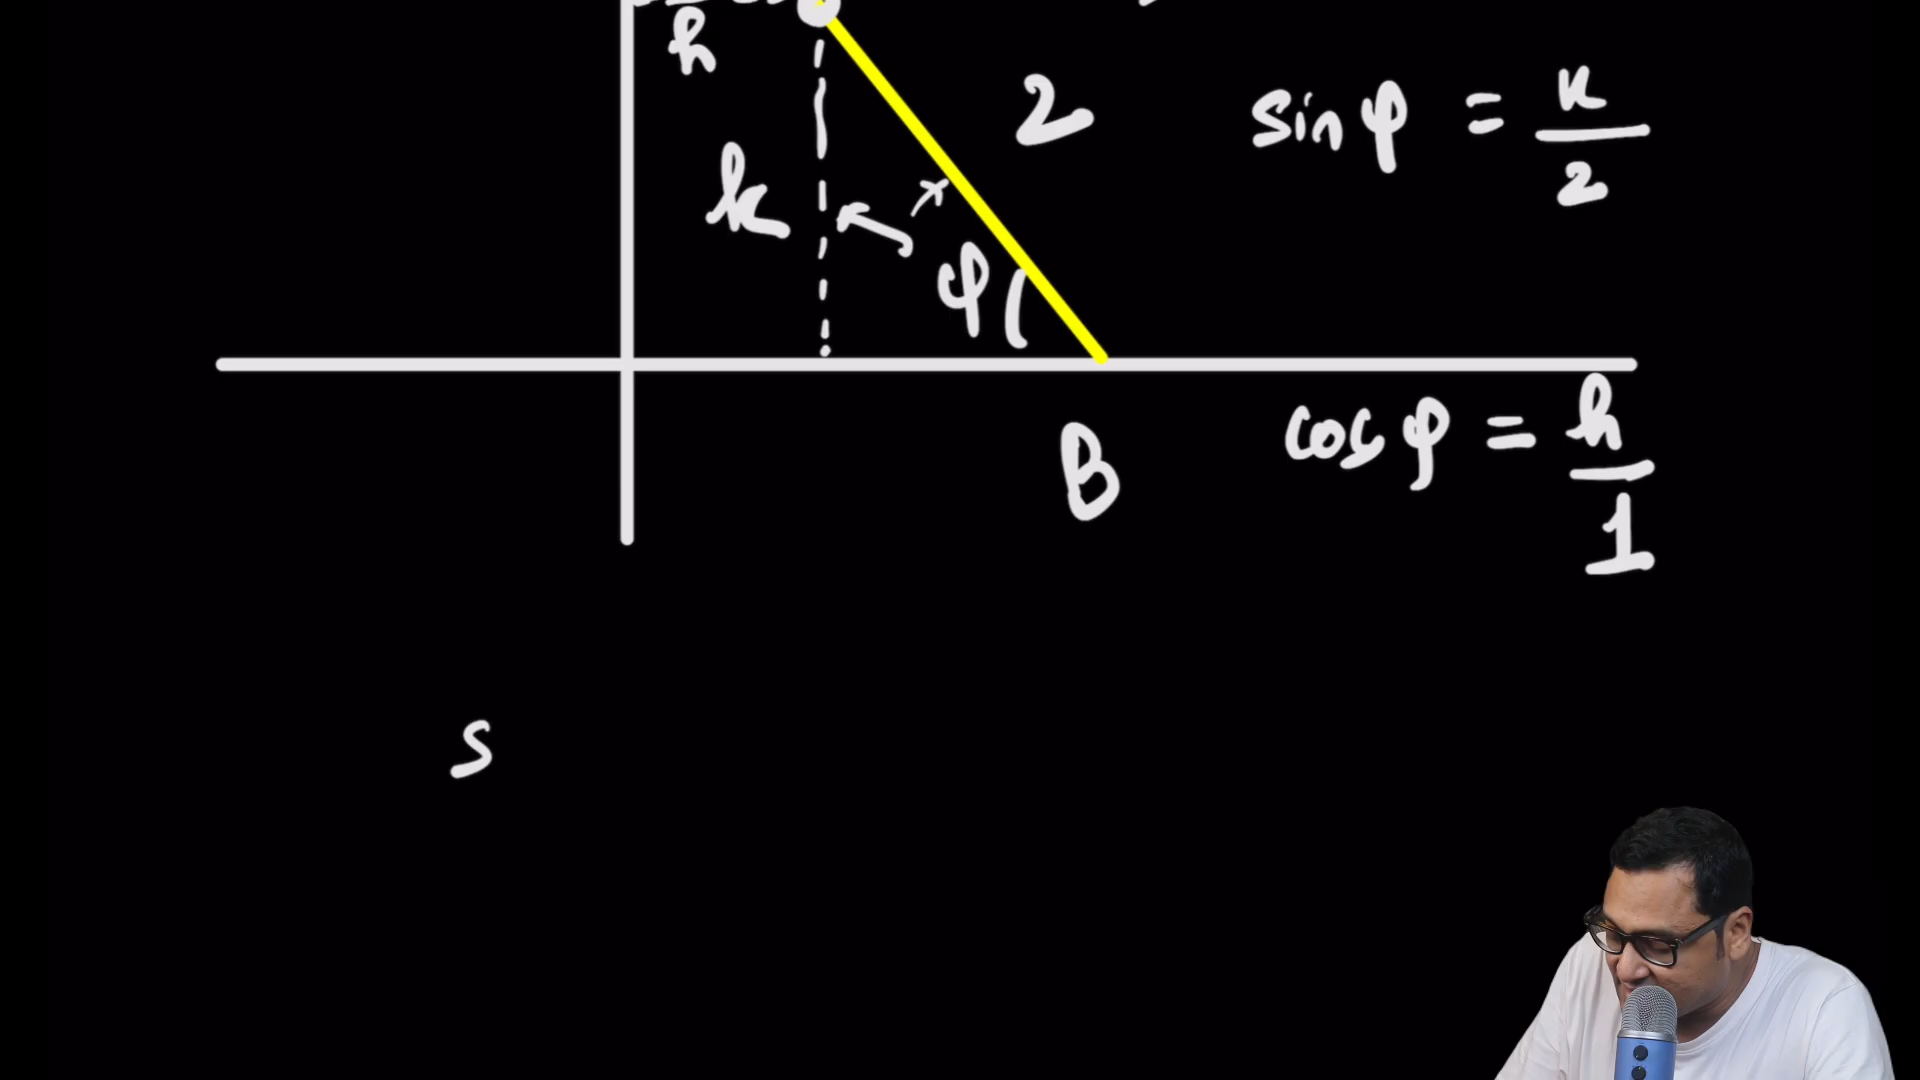 h
2
sin φ = k/2
k
φ
B
cos φ = h/1
s